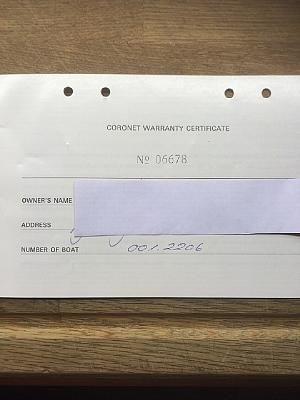 CORONET WARRANTY CERTIFICATE
№ 06678
OWNER'S NAME
ADDRESS
NUMBER OF BOAT 001.2206